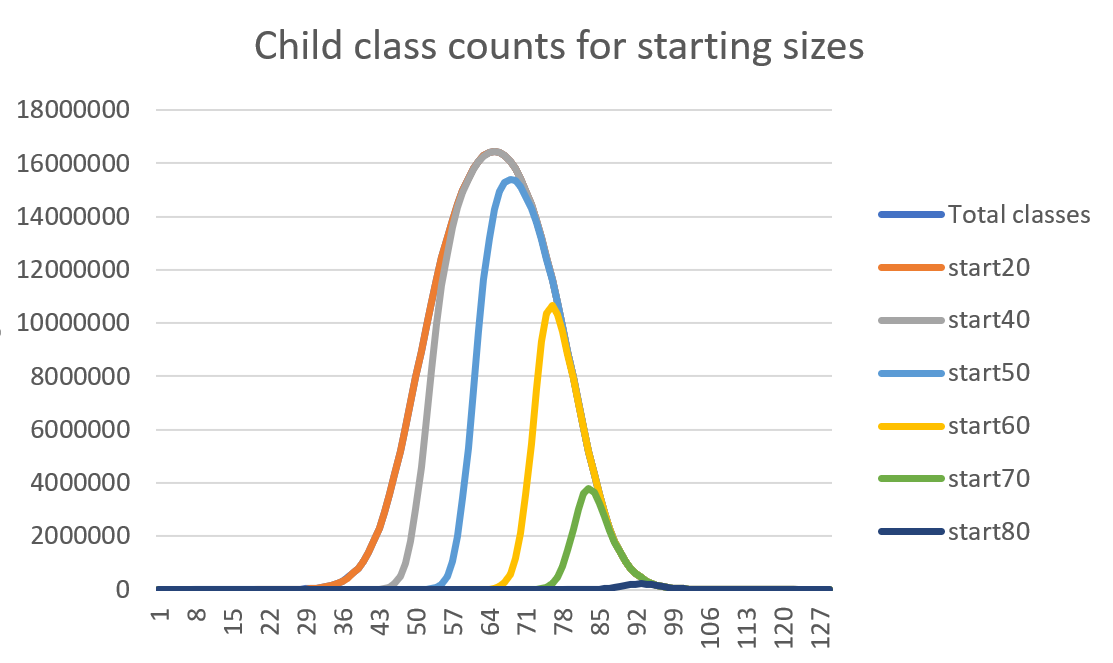 Child class counts for starting sizes
18000000
16000000
14000000
12000000
10000000
8000000
6000000
4000000
2000000
0
1 8 15 22 29 36 43 50 57 64 71 78 85 92 99 106 113 120 127
Total classes
start20
start40
start50
start60
start70
start80